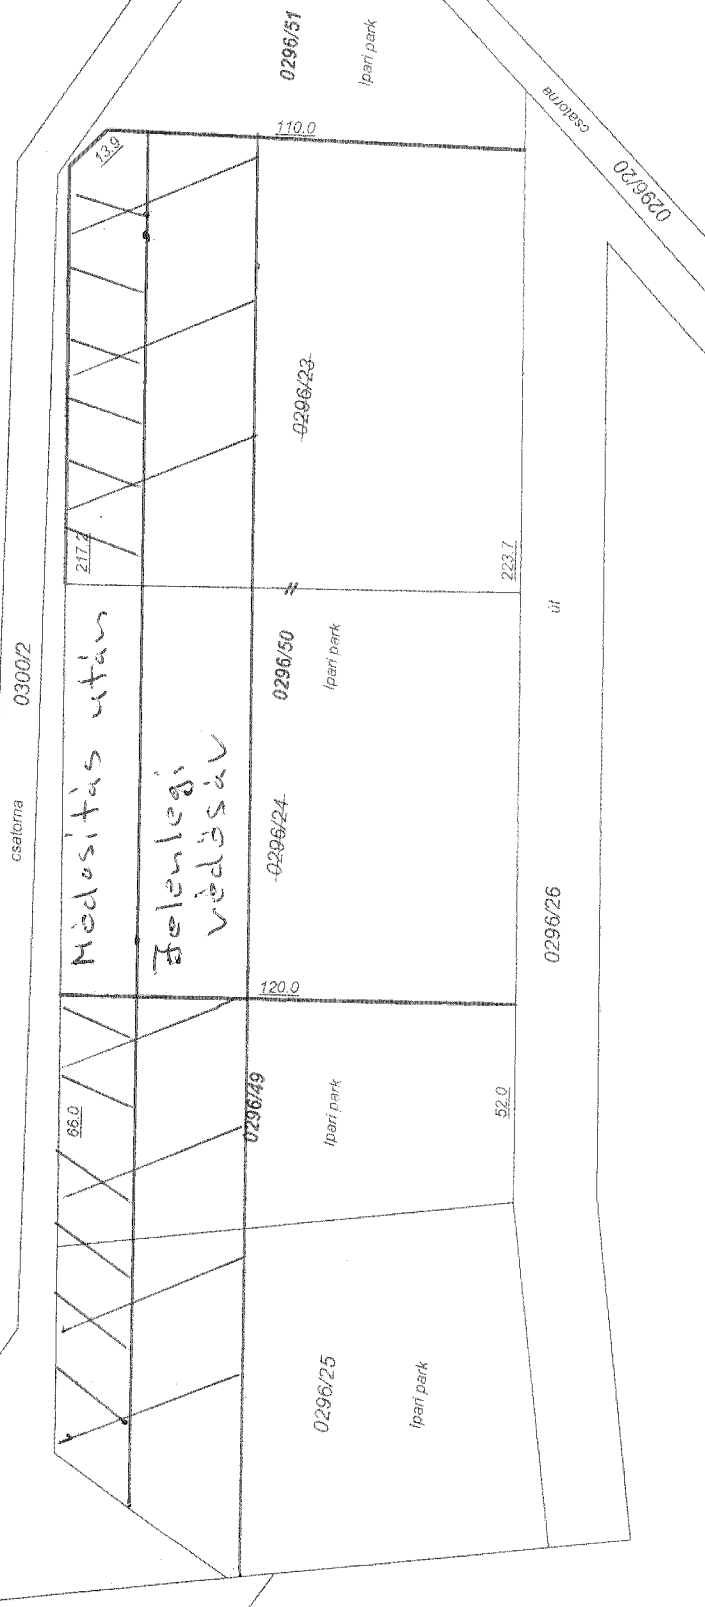 0296/51
Ipari park
110.0
13.9
csatorna
0296/20
0296/23
217.2
223.7
0300/2
csatorna
Módosítás után
Jelenlegi
védősáv
0296/50
Ipari park
út
0296/24
0296/26
120.0
66.0
0296/49
Ipari park
52.0
0296/25
Ipari park